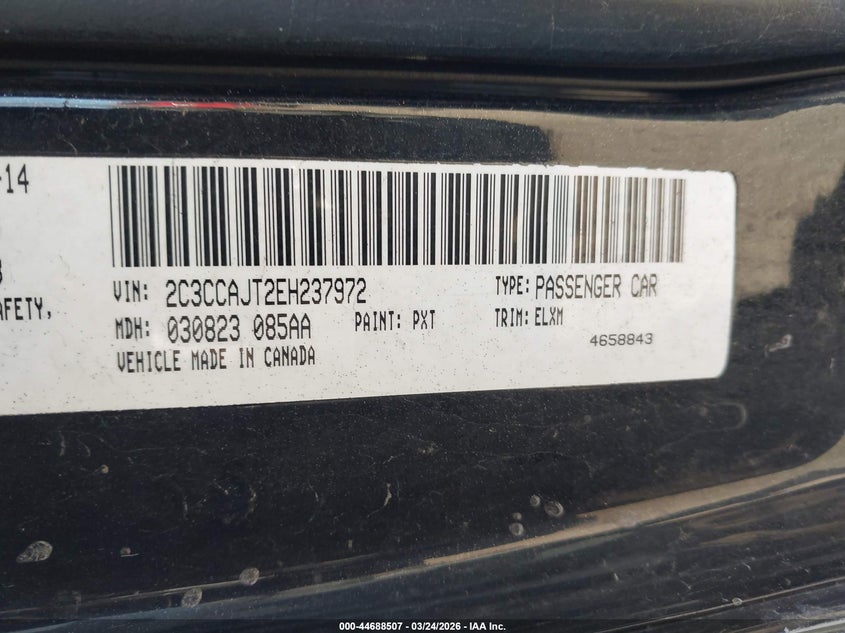 -14
AFETY,
VIN: 2C3CCAJT2EH237972
TYPE: PASSENGER CAR
MDH: 030823 085AA
PAINT: PXT
TRIM: ELXM
VEHICLE MADE IN CANADA
4658843
000-44688507 | 03/24/2026 | IAA Inc.